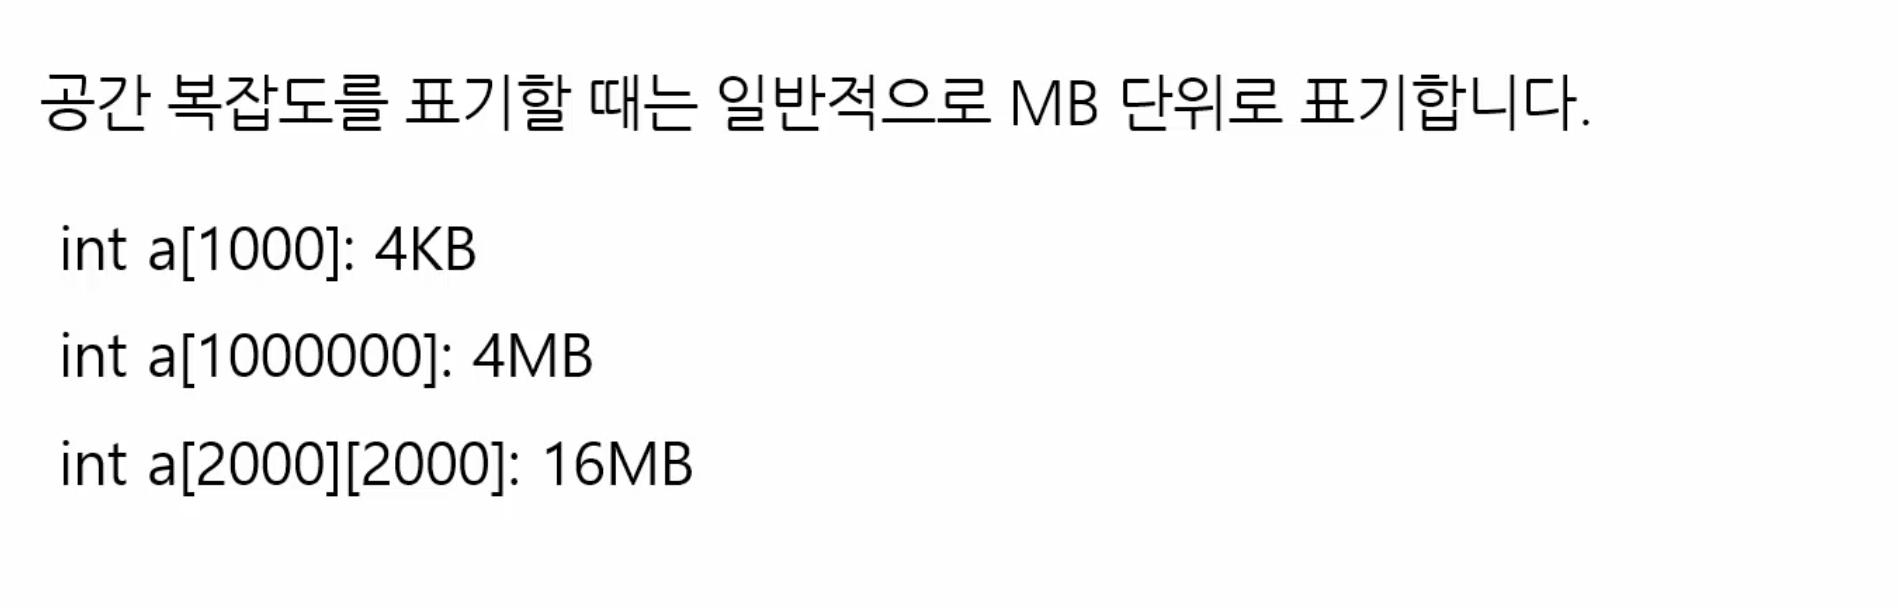 공간 복잡도를 표기할 때는 일반적으로 MB 단위로 표기합니다.
int a[1000]: 4KB
int a[1000000]: 4MB
int a[2000][2000]: 16MB